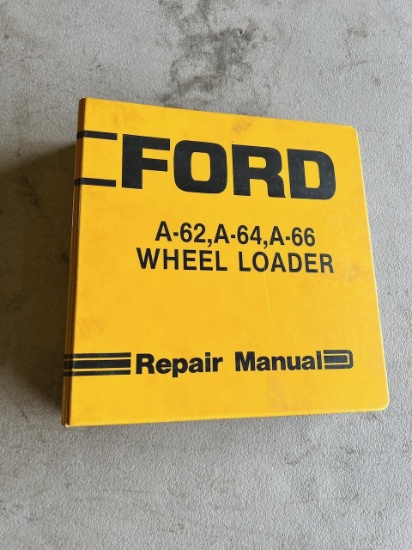 FORD
A-62,A-64,A-66
WHEEL LOADER
Repair Manual